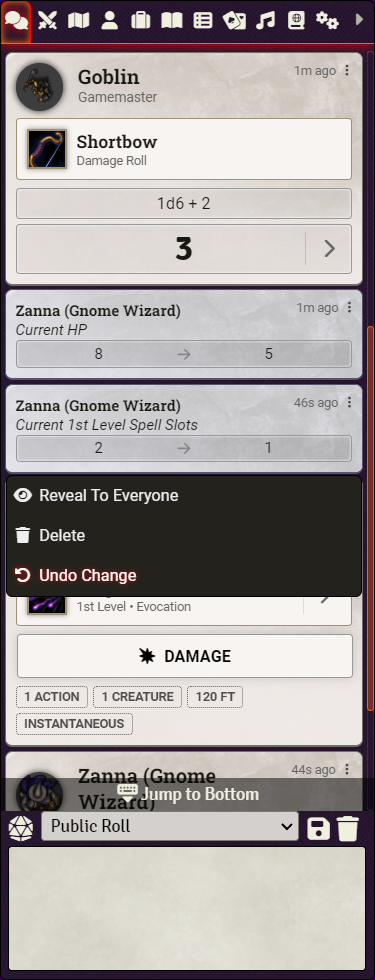 Goblin
1m ago
Gamemaster
Shortbow
Damage Roll
1d6 + 2
3
Zanna (Gnome Wizard)
1m ago
Current HP
8 → 5
Zanna (Gnome Wizard)
46s ago
Current 1st Level Spell Slots
2 → 1
Reveal To Everyone
Delete
Undo Change
1st Level • Evocation
DAMAGE
1 ACTION 1 CREATURE 120 FT
INSTANTANEOUS
Zanna (Gnome
44s ago
Wizard)
Jump to Bottom
Public Roll